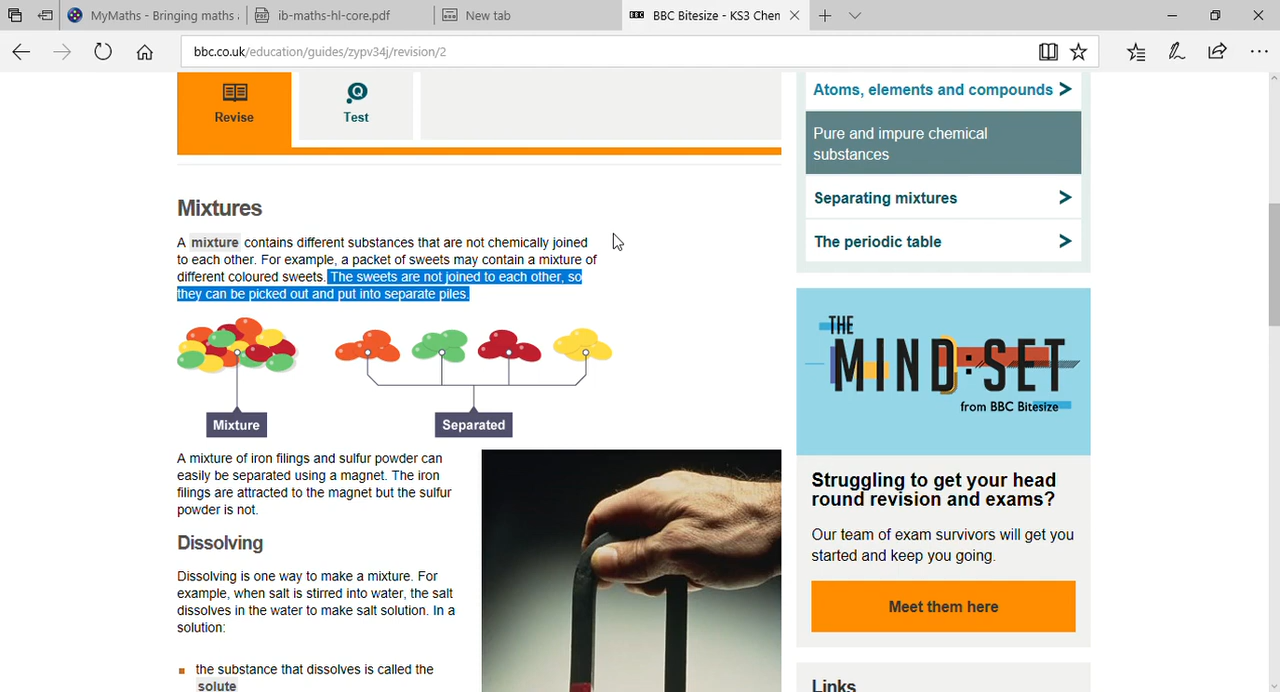 MyMaths - Bringing maths
ib-maths-hl-core.pdf
New tab
BBC Bitesize - KS3 Chem
bbc.co.uk/education/guides/zypv34j/revision/2
Revise
Test
Mixtures
A mixture contains different substances that are not chemically joined
to each other. For example, a packet of sweets may contain a mixture of
different coloured sweets. The sweets are not joined to each other, so
they can be picked out and put into separate piles.
Mixture
Separated
A mixture of iron filings and sulfur powder can
easily be separated using a magnet. The iron
filings are attracted to the magnet but the sulfur
powder is not.
Dissolving
Dissolving is one way to make a mixture. For
example, when salt is stirred into water, the salt
dissolves in the water to make salt solution. In a
solution:
the substance that dissolves is called the
solute
Atoms, elements and compounds
Pure and impure chemical
substances
Separating mixtures
The periodic table
THE
MIND:SET
from BBC Bitesize
Struggling to get your head
round revision and exams?
Our team of exam survivors will get you
started and keep you going.
Meet them here
Links